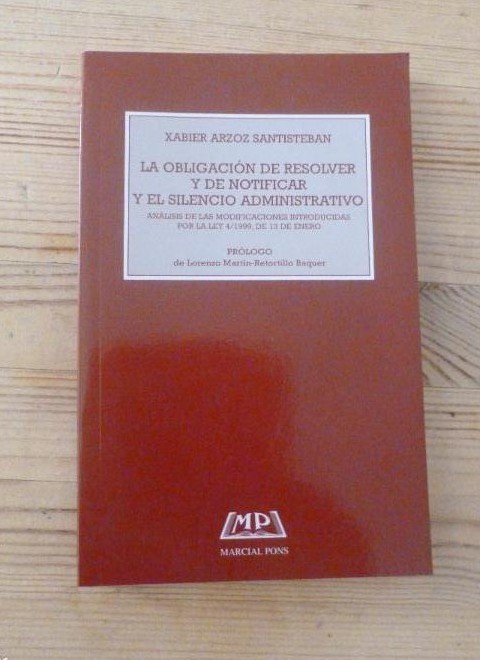 XABIER ARZOZ SANTISTEBAN
LA OBLIGACIÓN DE RESOLVER
Y DE NOTIFICAR
Y EL SILENCIO ADMINISTRATIVO
ANÁLISIS DE LAS MODIFICACIONES INTRODUCIDAS
POR LA LEY 4/1999, DE 13 DE ENERO
PRÓLOGO
de Lorenzo Martín-Retortillo Baquer
MP
MARCIAL PONS